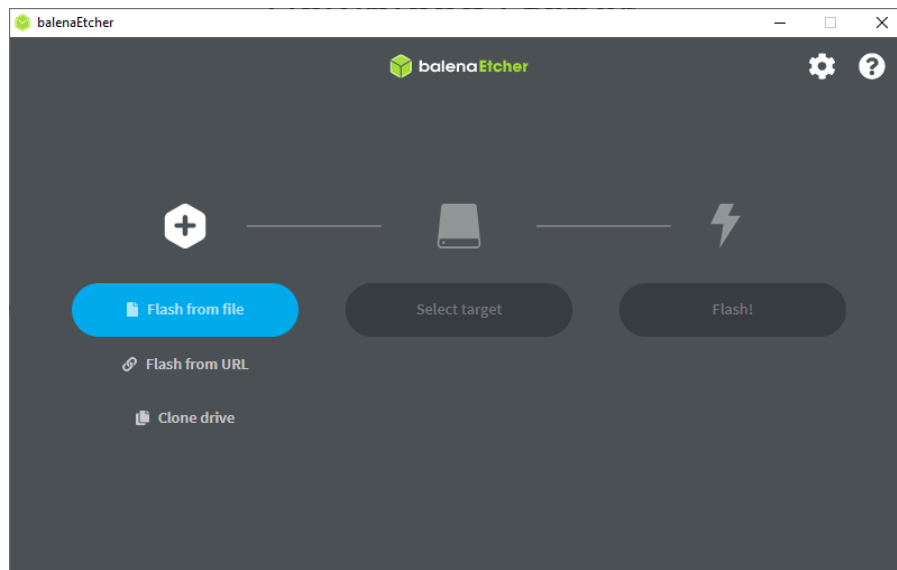 balenaEtcher
balenaEtcher
Flash from file
Select target
Flash!
Flash from URL
Clone drive